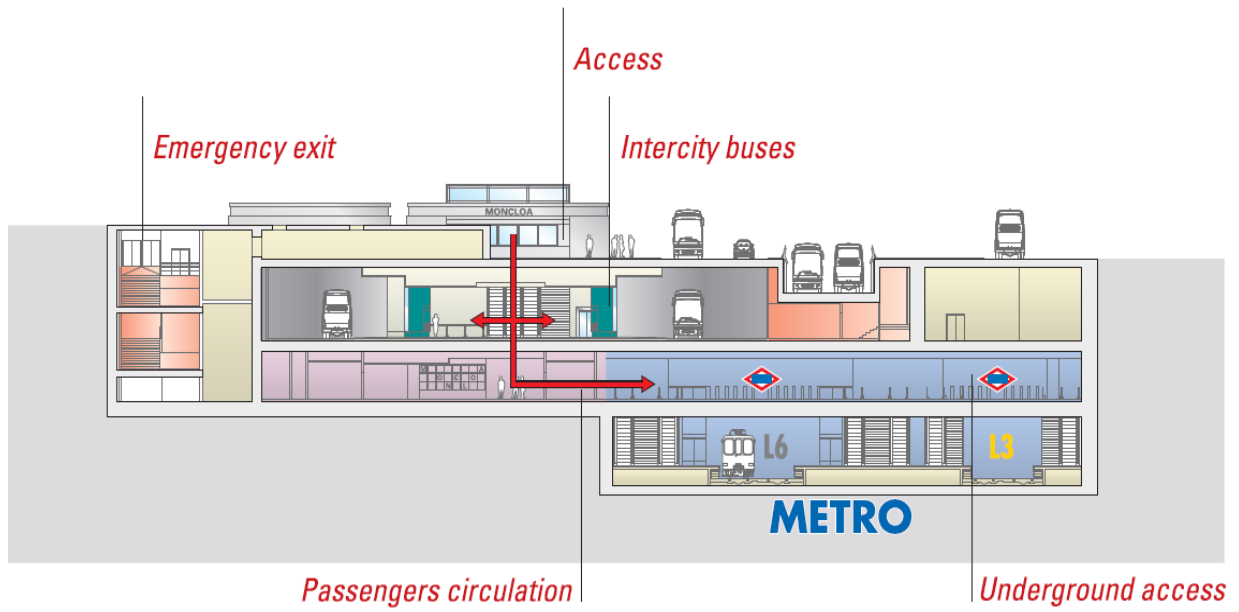 Access
Emergency exit
Intercity buses
MONCLOA
L6
L3
METRO
Passengers circulation
Underground access